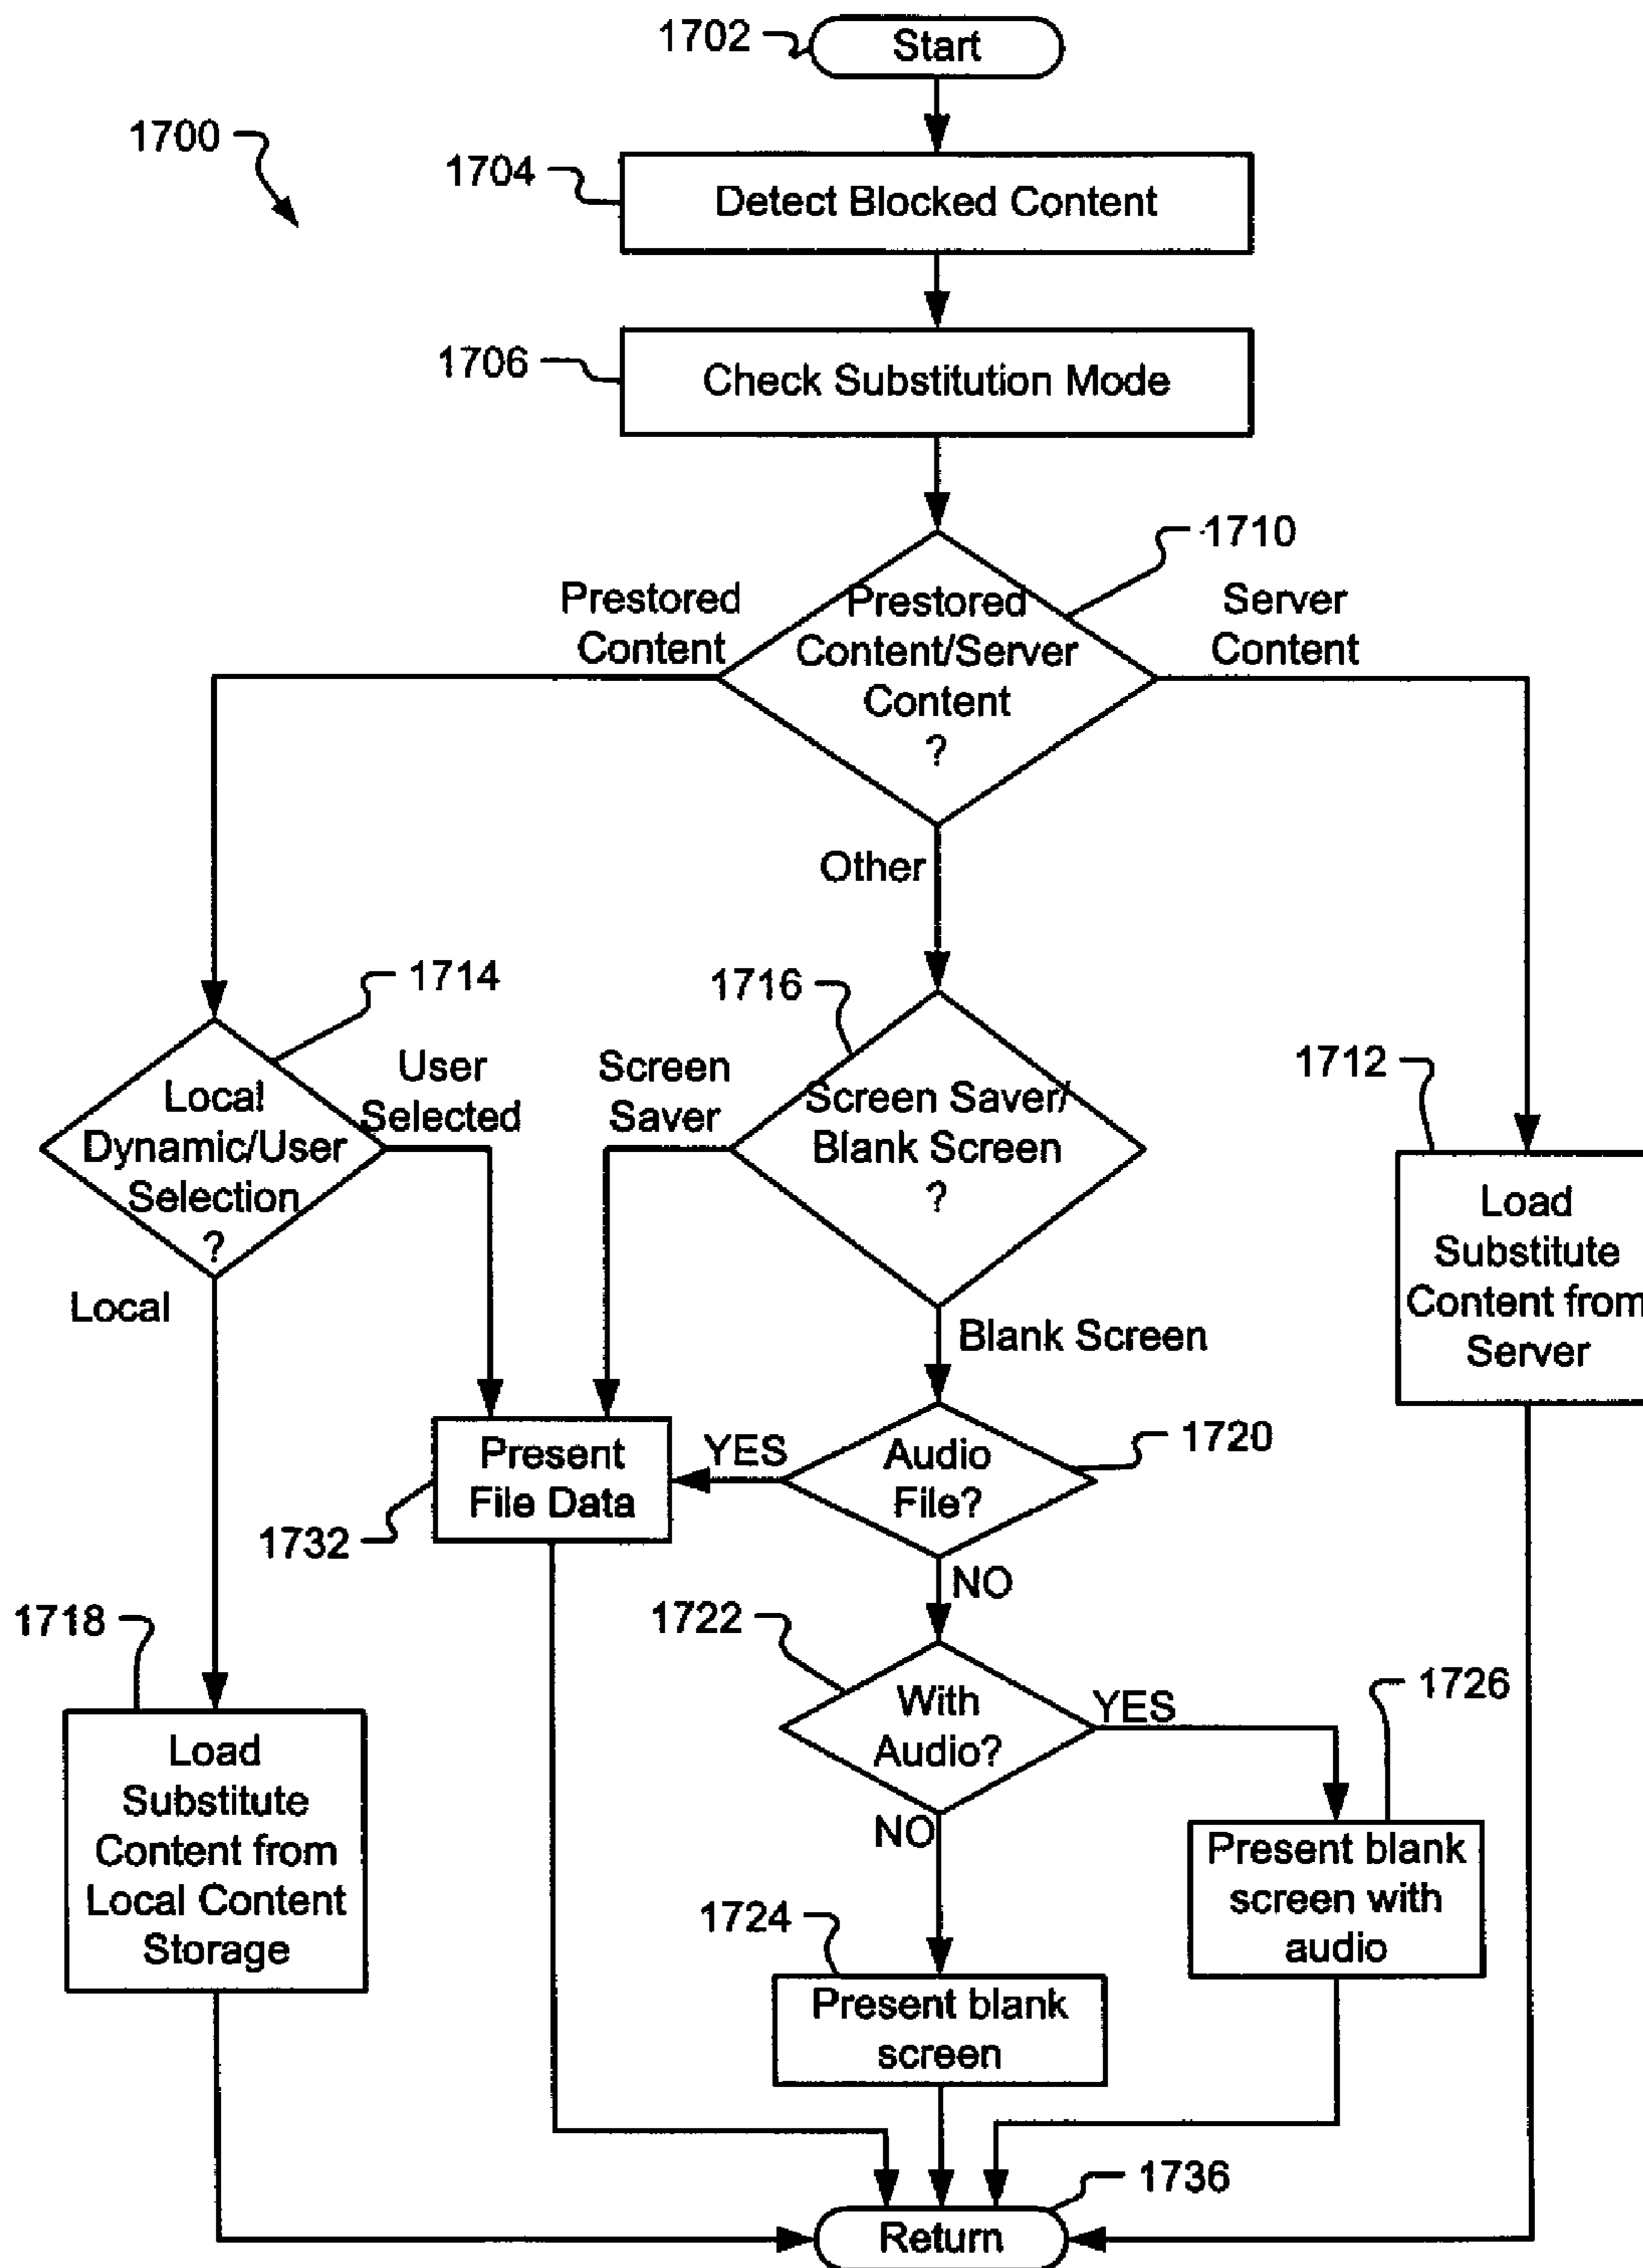 1702
Start
1700
1704
Detect Blocked Content
1706
Check Substitution Mode
1710
Prestored
Content
Prestored
Content/Server
Content
?
Server
Content
Other
1714
1716
1712
Local
Dynamic/User
Selection
?
User
Selected
Screen
Saver
Screen Saver/
Blank Screen
?
Load
Substitute
Content from
Server
Local
Blank Screen
Present
File Data
1732
YES
Audio
File?
1720
NO
1718
1722
With
Audio?
YES
1726
Load
Substitute
Content from
Local Content
Storage
NO
Present blank
screen with
audio
1724
Present blank
screen
1736
Return